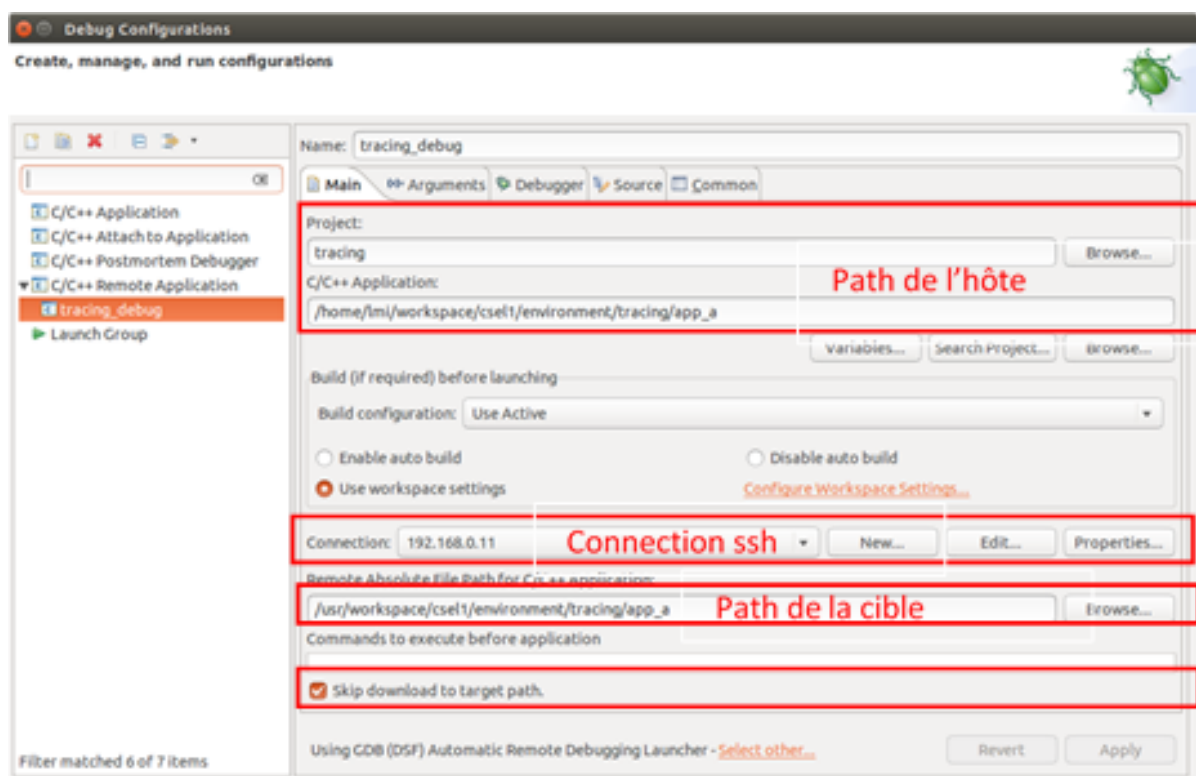 Debug Configurations
Create, manage, and run configurations
Name: tracing_debug
Main Arguments Debugger Source Common
C/C++ Application
C/C++ Attach to Application
C/C++ Postmortem Debugger
C/C++ Remote Application
tracing_debug
Launch Group
Filter matched 6 of 7 items
Project:
tracing Browse...
Path de l'hôte
C/C++ Application:
/home/lmi/workspace/csel1/environment/tracing/app_a
Variables... Search Project... Browse...
Build (if required) before launching
Build configuration: Use Active
Enable auto build Disable auto build
Use workspace settings Configure Workspace Settings...
Connection: 192.168.0.11 Connection ssh New... Edit... Properties...
Remote Absolute File Path for C/C++ Application:
/usr/workspace/csel1/environment/tracing/app_a Path de la cible Browse...
Commands to execute before application
Skip download to target path.
Using GDB (DSF) Automatic Remote Debugging Launcher - Select other... Revert Apply